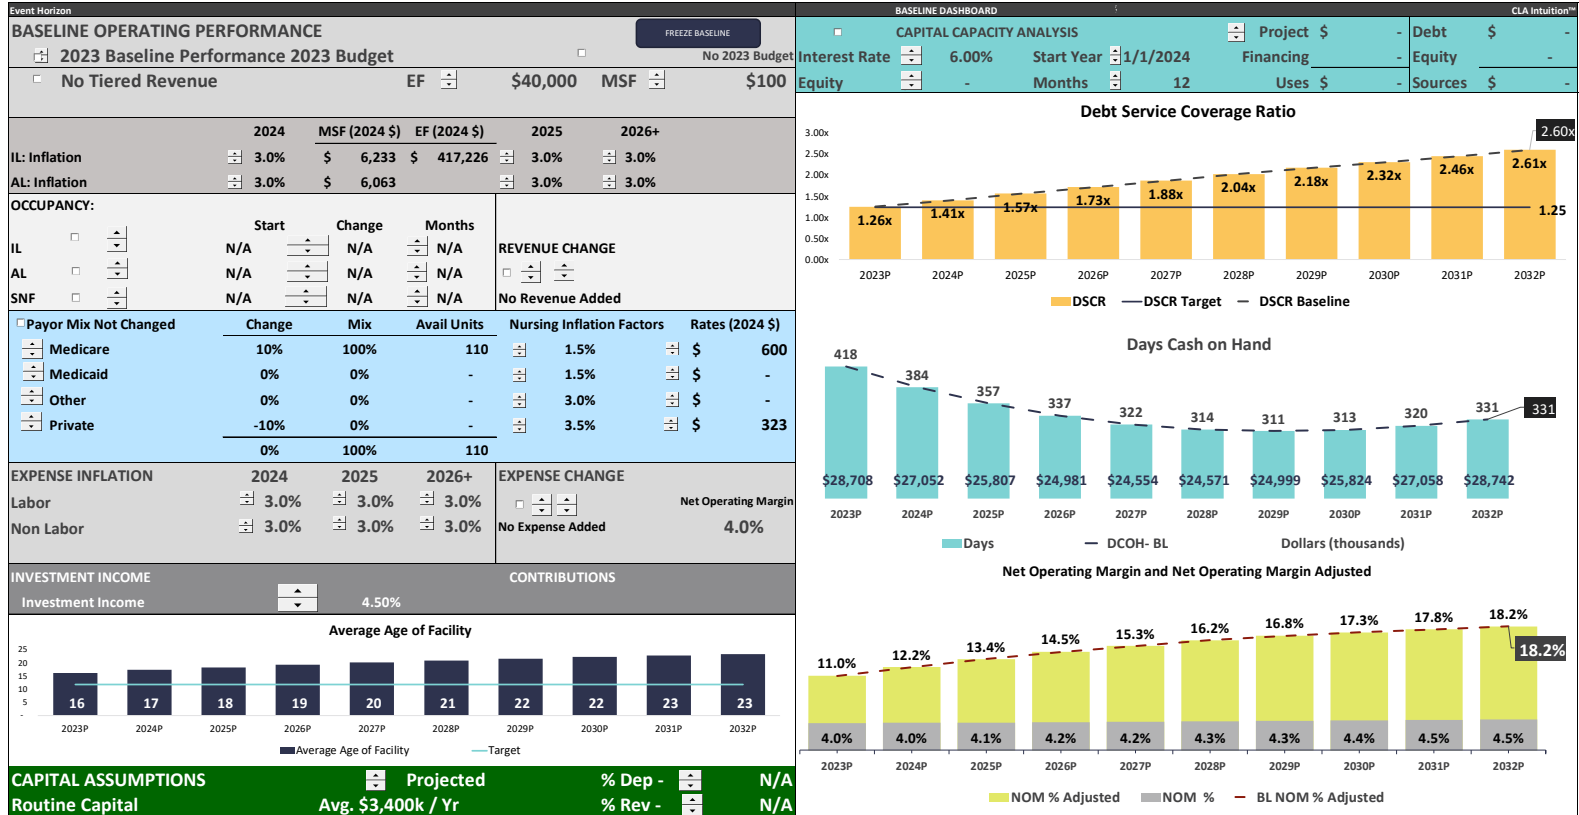 Event Horizon
BASELINE DASHBOARD
CLA Intuition™
BASELINE OPERATING PERFORMANCE
FREEZE BASELINE
2023 Baseline Performance 2023 Budget
No 2023 Budget
No Tiered Revenue EF $40,000 MSF $100
2024 MSF (2024 $) EF (2024 $) 2025 2026+
IL: Inflation 3.0% $ 6,233 $ 417,226 3.0% 3.0%
AL: Inflation 3.0% $ 6,063 3.0% 3.0%
OCCUPANCY:
Start Change Months
IL N/A N/A N/A REVENUE CHANGE
AL N/A N/A N/A
SNF N/A N/A N/A No Revenue Added
Payor Mix Not Changed Change Mix Avail Units Nursing Inflation Factors Rates (2024 $)
Medicare 10% 100% 110 1.5% $ 600
Medicaid 0% 0% - 1.5% $ -
Other 0% 0% - 3.0% $ -
Private -10% 0% - 3.5% $ 323
0% 100% 110
EXPENSE INFLATION 2024 2025 2026+ EXPENSE CHANGE
Labor 3.0% 3.0% 3.0% Net Operating Margin
Non Labor 3.0% 3.0% 3.0% No Expense Added 4.0%
INVESTMENT INCOME CONTRIBUTIONS
Investment Income 4.50%
Average Age of Facility
25
20
15
10
5
-
16 17 18 19 20 21 22 22 23 23
2023P 2024P 2025P 2026P 2027P 2028P 2029P 2030P 2031P 2032P
Average Age of Facility Target
CAPITAL ASSUMPTIONS Projected % Dep - N/A
Routine Capital Avg. $3,400k / Yr % Rev - N/A
CAPITAL CAPACITY ANALYSIS Project $ - Debt $ -
Interest Rate 6.00% Start Year 1/1/2024 Financing - Equity -
Equity - Months 12 Uses $ - Sources $ -
Debt Service Coverage Ratio
3.00x
2.50x
2.00x
1.50x
1.00x
0.50x
0.00x
2.60x
1.26x 1.41x 1.57x 1.73x 1.88x 2.04x 2.18x 2.32x 2.46x 2.61x
1.25
2023P 2024P 2025P 2026P 2027P 2028P 2029P 2030P 2031P 2032P
DSCR DSCR Target DSCR Baseline
Days Cash on Hand
418 384 357 337 322 314 311 313 320 331
331
$28,708 $27,052 $25,807 $24,981 $24,554 $24,571 $24,999 $25,824 $27,058 $28,742
2023P 2024P 2025P 2026P 2027P 2028P 2029P 2030P 2031P 2032P
Days DCOH- BL Dollars (thousands)
Net Operating Margin and Net Operating Margin Adjusted
11.0% 12.2% 13.4% 14.5% 15.3% 16.2% 16.8% 17.3% 17.8% 18.2%
18.2%
4.0% 4.0% 4.1% 4.2% 4.2% 4.3% 4.3% 4.4% 4.5% 4.5%
2023P 2024P 2025P 2026P 2027P 2028P 2029P 2030P 2031P 2032P
NOM % Adjusted NOM % BL NOM % Adjusted